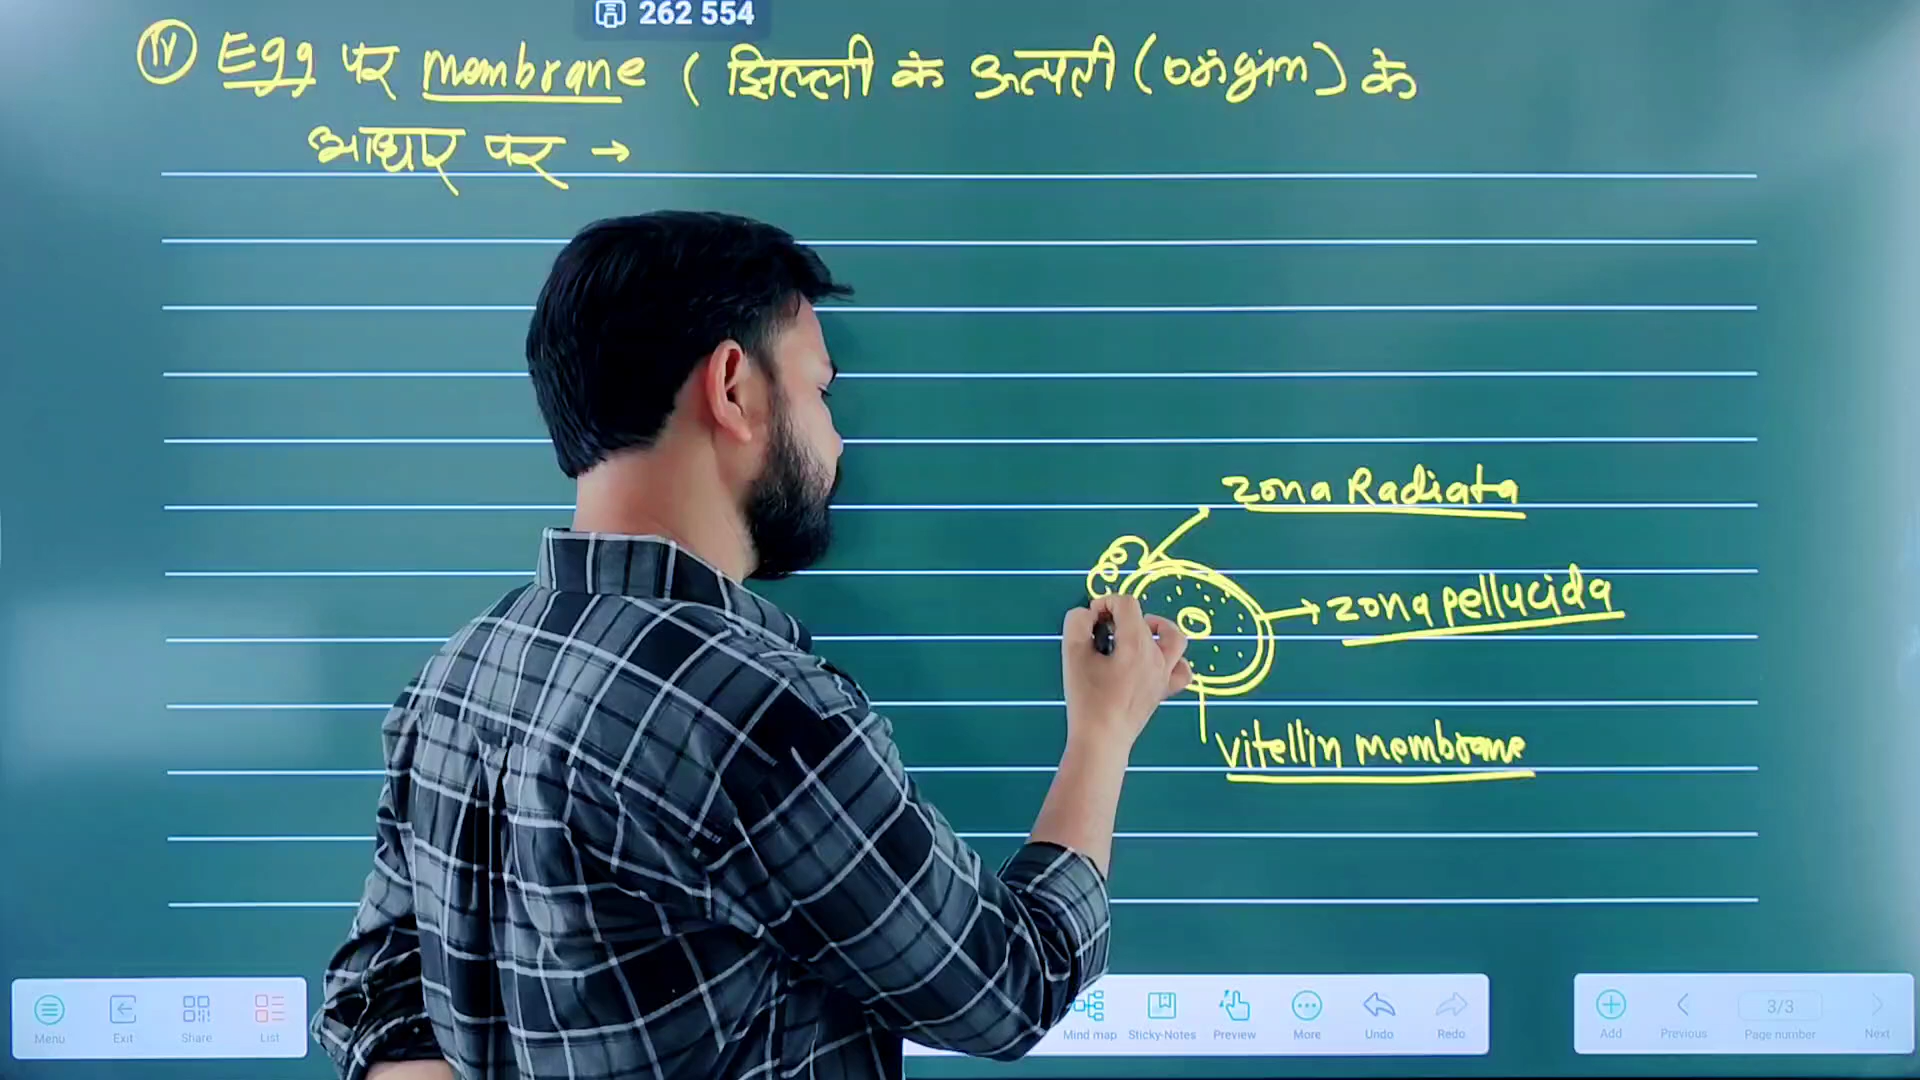 262 554
IV Egg पर membrane ( झिल्ली के उत्पती (origin) के
आधार पर →
zona Radiata
zona pellucida
vitellin membrane
Menu Exit Share List Mind map Sticky-Notes Preview More Undo Redo Add Previous 3/3 Page number Next